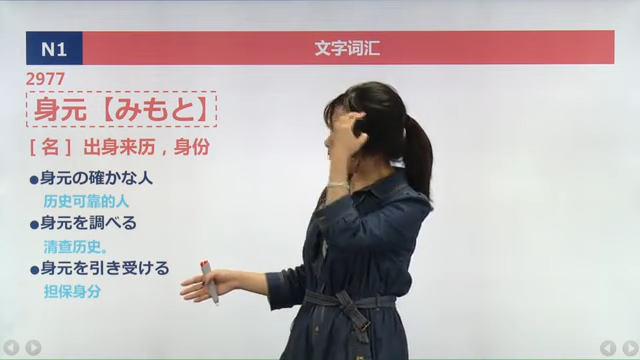 N1
文字词汇
2977
身元【みもと】
[ 名 ] 出身来历，身份
●身元の確かな人
历史可靠的人
●身元を調べる
清查历史。
●身元を引き受ける
担保身分